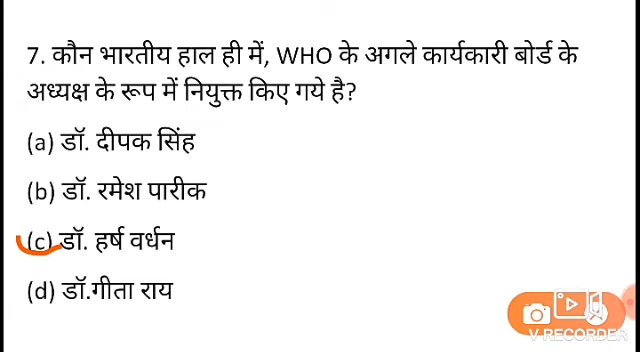 7. कौन भारतीय हाल ही में, WHO के अगले कार्यकारी बोर्ड के
अध्यक्ष के रूप में नियुक्त किए गये है?
(a) डॉ. दीपक सिंह
(b) डॉ. रमेश पारीक
(c) डॉ. हर्ष वर्धन
(d) डॉ.गीता राय
V RECORDER